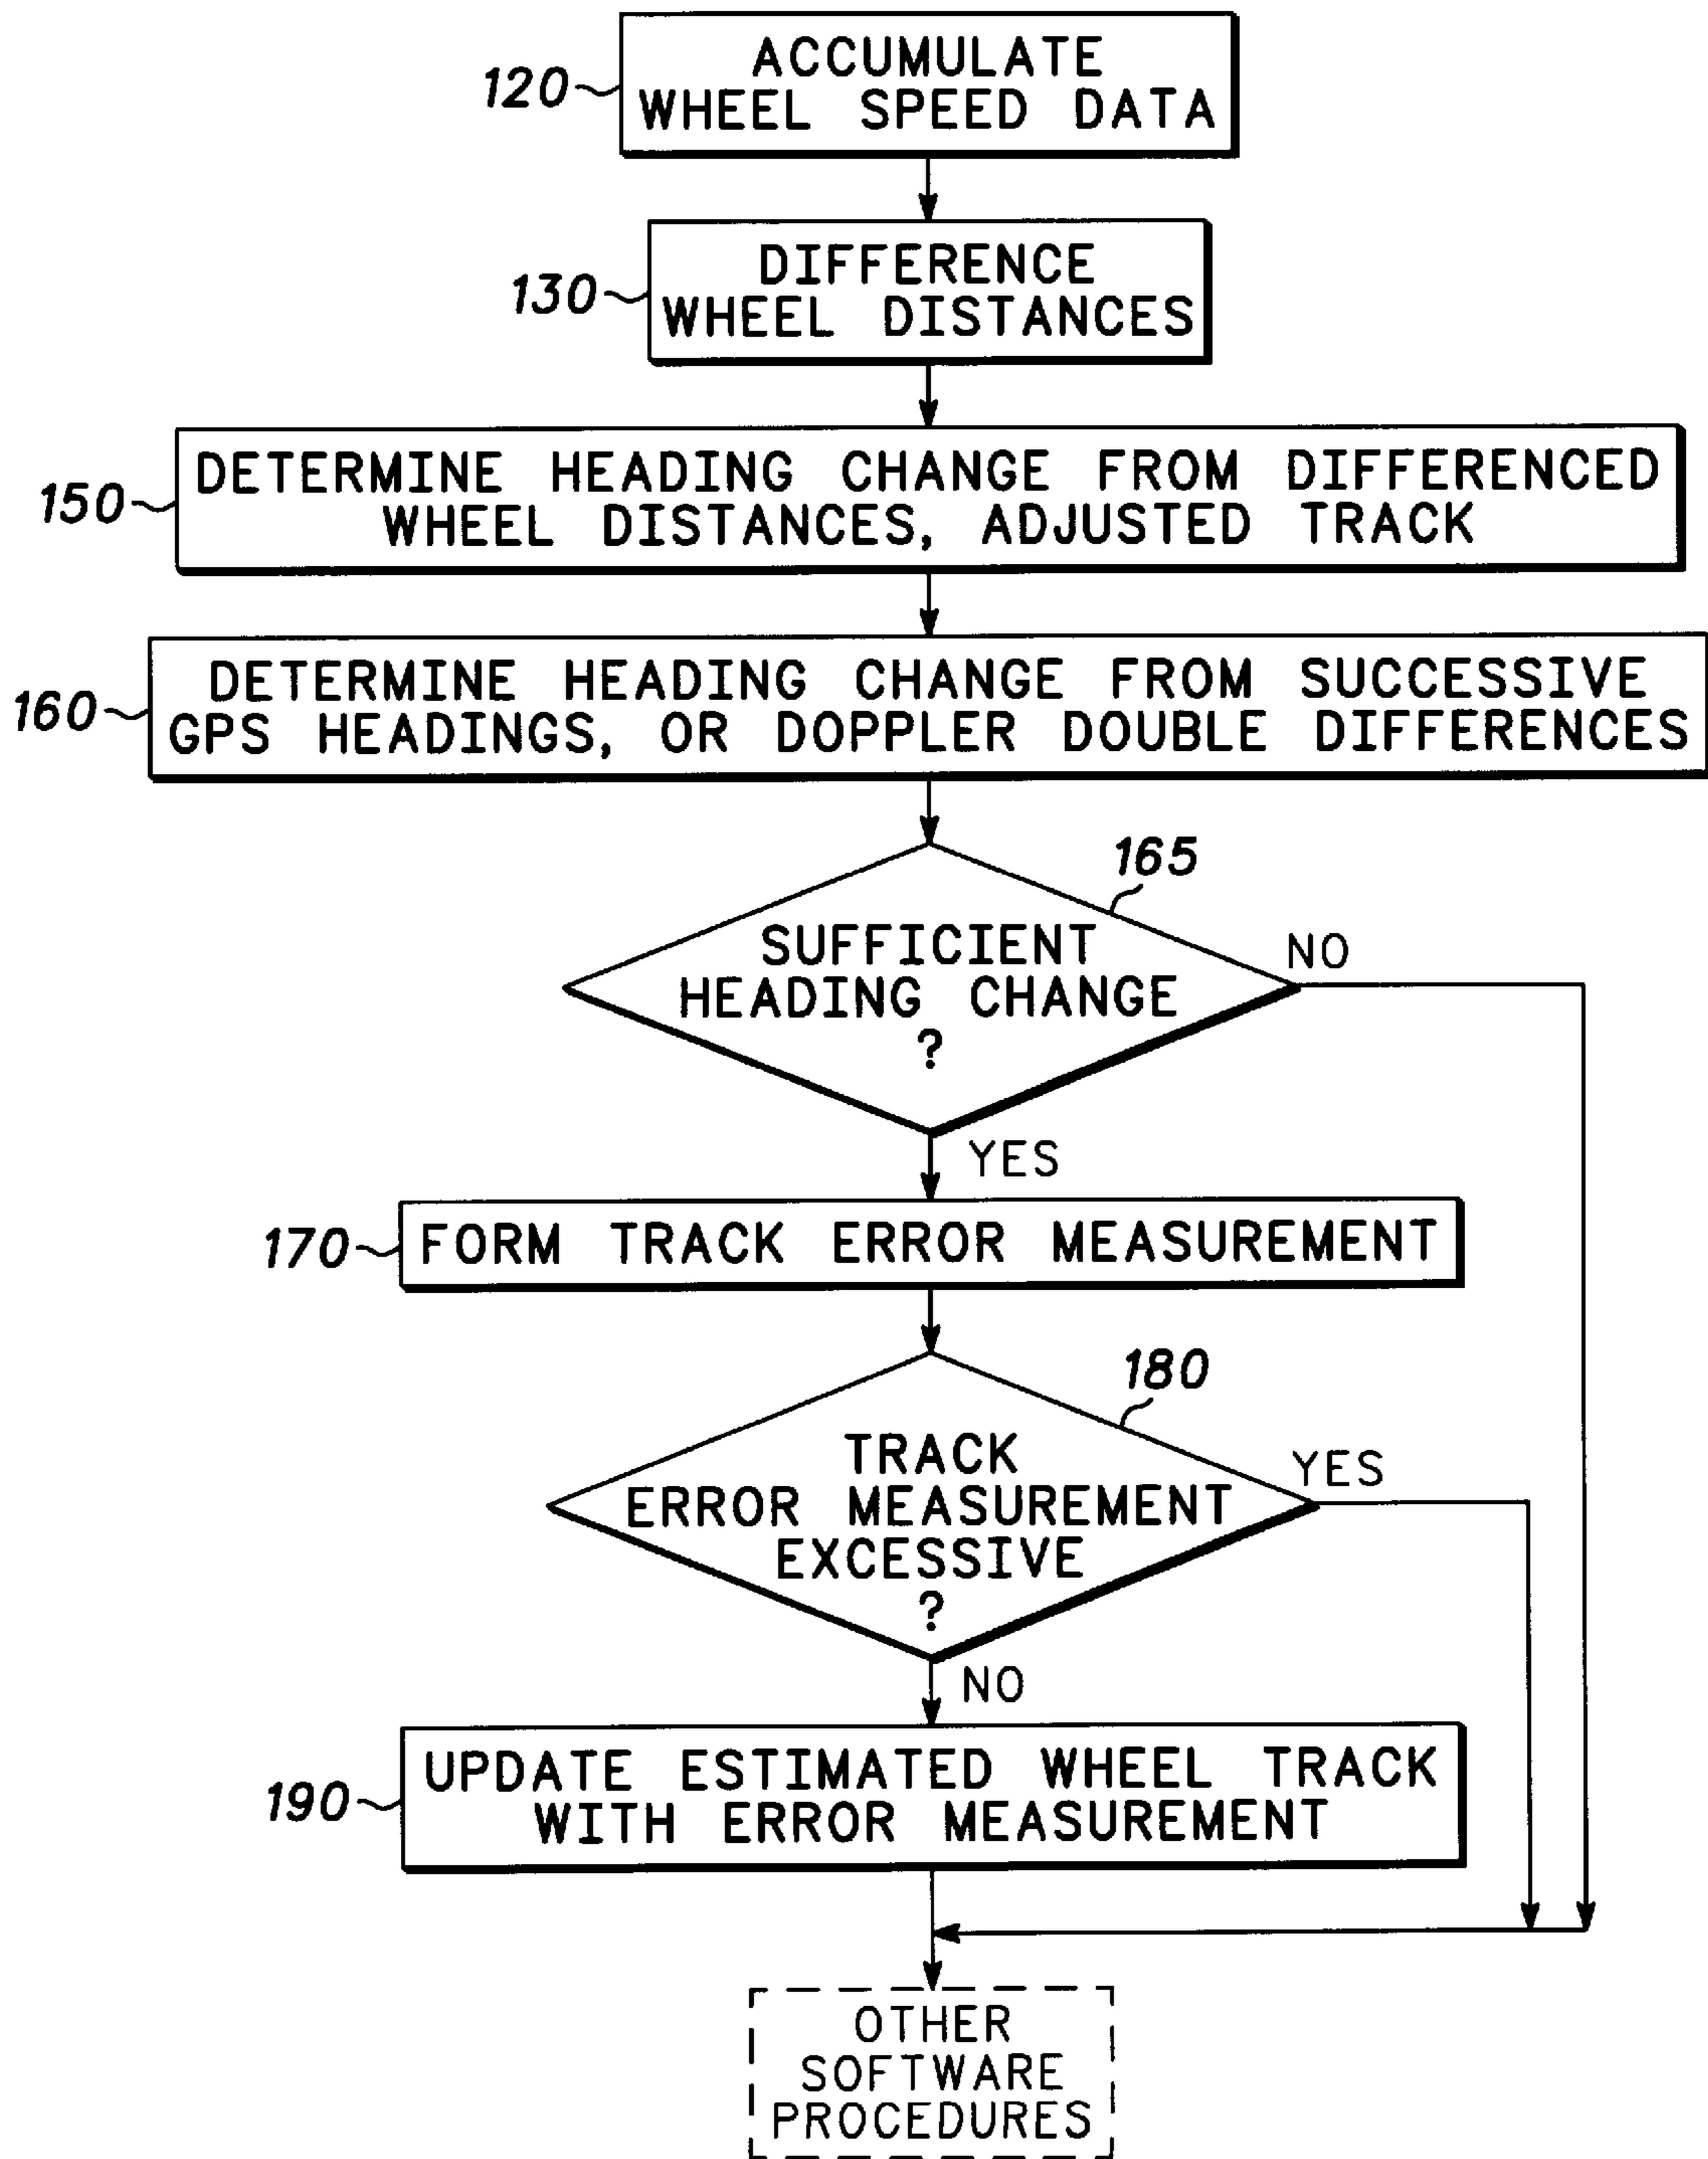 120
ACCUMULATE
WHEEL SPEED DATA
130
DIFFERENCE
WHEEL DISTANCES
150
DETERMINE HEADING CHANGE FROM DIFFERENCED
WHEEL DISTANCES, ADJUSTED TRACK
160
DETERMINE HEADING CHANGE FROM SUCCESSIVE
GPS HEADINGS, OR DOPPLER DOUBLE DIFFERENCES
165
SUFFICIENT
HEADING CHANGE
?
NO
YES
170
FORM TRACK ERROR MEASUREMENT
180
TRACK
ERROR MEASUREMENT
EXCESSIVE
?
YES
NO
190
UPDATE ESTIMATED WHEEL TRACK
WITH ERROR MEASUREMENT
OTHER
SOFTWARE
PROCEDURES